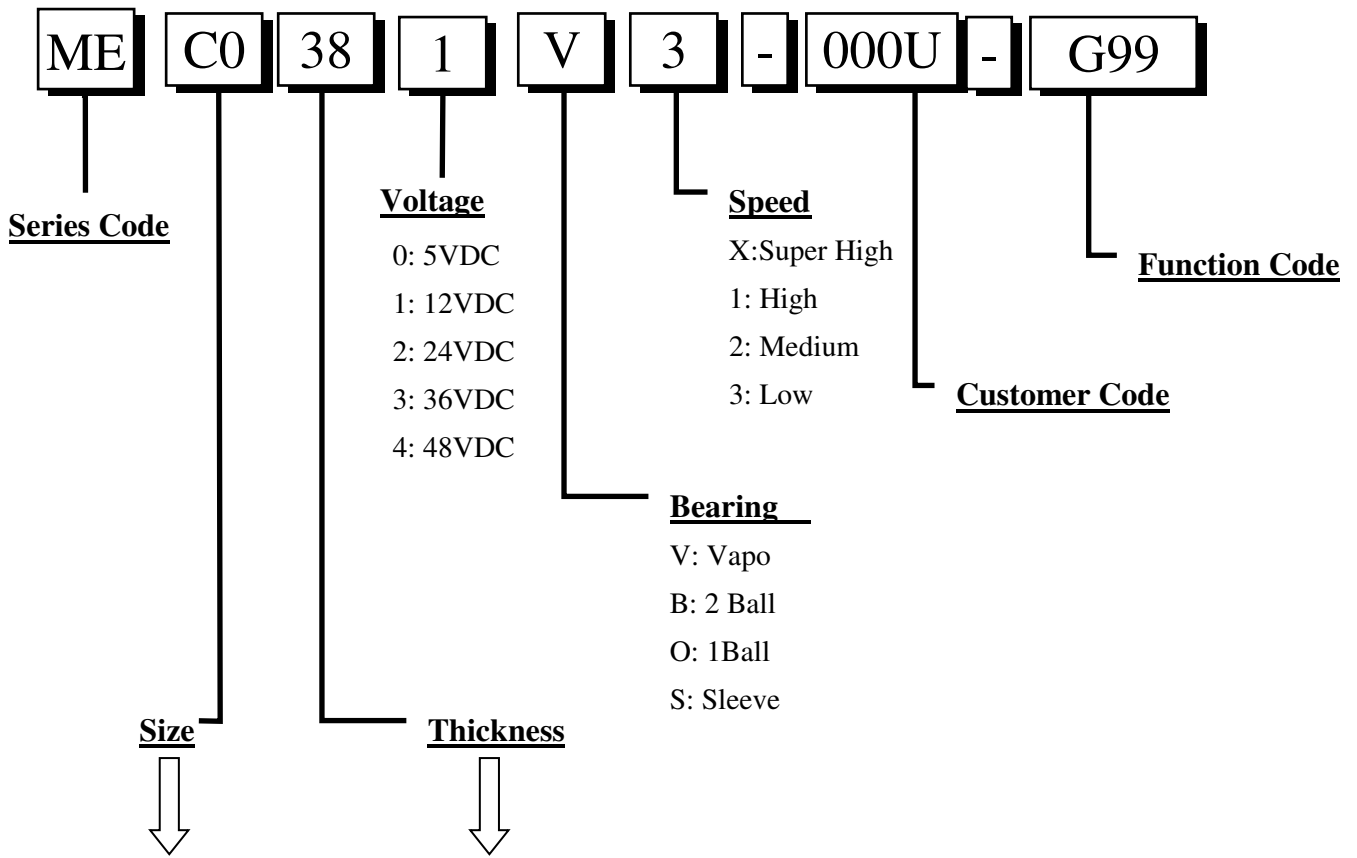 ME C0 38 1 V 3 - 000U - G99
Series Code
Voltage
0: 5VDC
1: 12VDC
2: 24VDC
3: 36VDC
4: 48VDC
Speed
X:Super High
1: High
2: Medium
3: Low
Function Code
Customer Code
Bearing
V: Vapo
B: 2 Ball
O: 1Ball
S: Sleeve
Size
Thickness